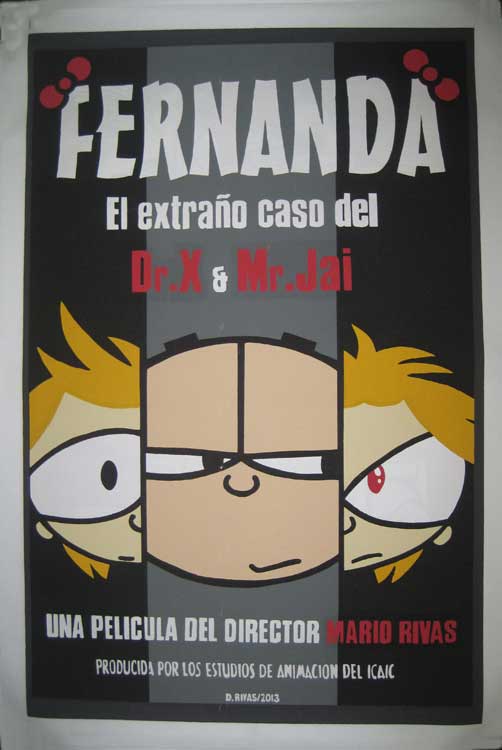 FERNANDA
El extraño caso del
Dr.X & Mr.Jai
UNA PELICULA DEL DIRECTOR MARIO RIVAS
PRODUCIDA POR LOS ESTUDIOS DE ANIMACION DEL ICAIC
D.RIVAS/2013